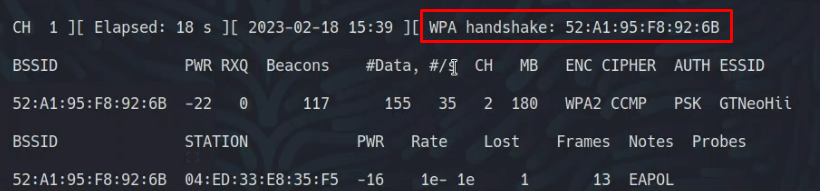 CH 1 ][ Elapsed: 18 s ][ 2023-02-18 15:39 ][ WPA handshake: 52:A1:95:F8:92:6B
BSSID PWR RXQ Beacons #Data, #/s CH MB ENC CIPHER AUTH ESSID
52:A1:95:F8:92:6B -22 0 117 155 35 2 180 WPA2 CCMP PSK GTNeoHii
BSSID STATION PWR Rate Lost Frames Notes Probes
52:A1:95:F8:92:6B 04:ED:33:E8:35:F5 -16 1e- 1e 1 13 EAPOL